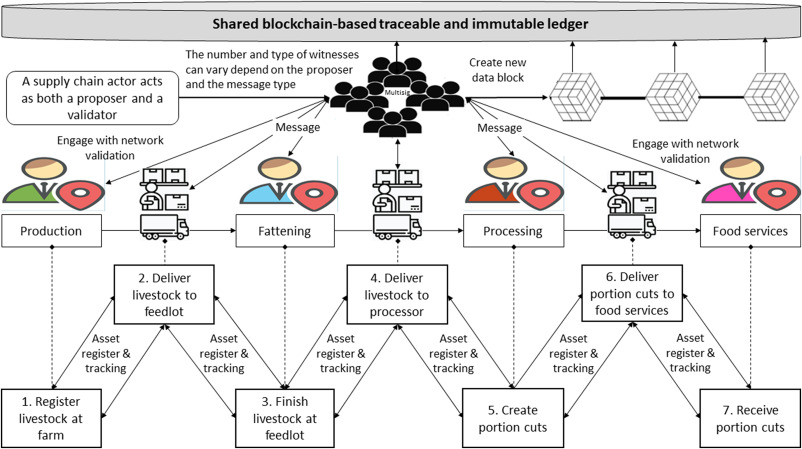 Shared blockchain-based traceable and immutable ledger
The number and type of witnesses
can vary depend on the proposer
and the message type
Create new
data block
A supply chain actor acts
as both a proposer and a
validator
Multisig
Engage with network
validation
Message
Message
Engage with network
validation
Production
Fattening
Processing
Food services
2. Deliver
livestock to
feedlot
4. Deliver
livestock to
processor
6. Deliver
portion cuts to
food services
Asset
register &
tracking
Asset
register &
tracking
Asset
register &
tracking
Asset
register &
tracking
Asset
register &
tracking
Asset
register &
tracking
1. Register
livestock at
farm
3. Finish
livestock at
feedlot
5. Create
portion cuts
7. Receive
portion cuts